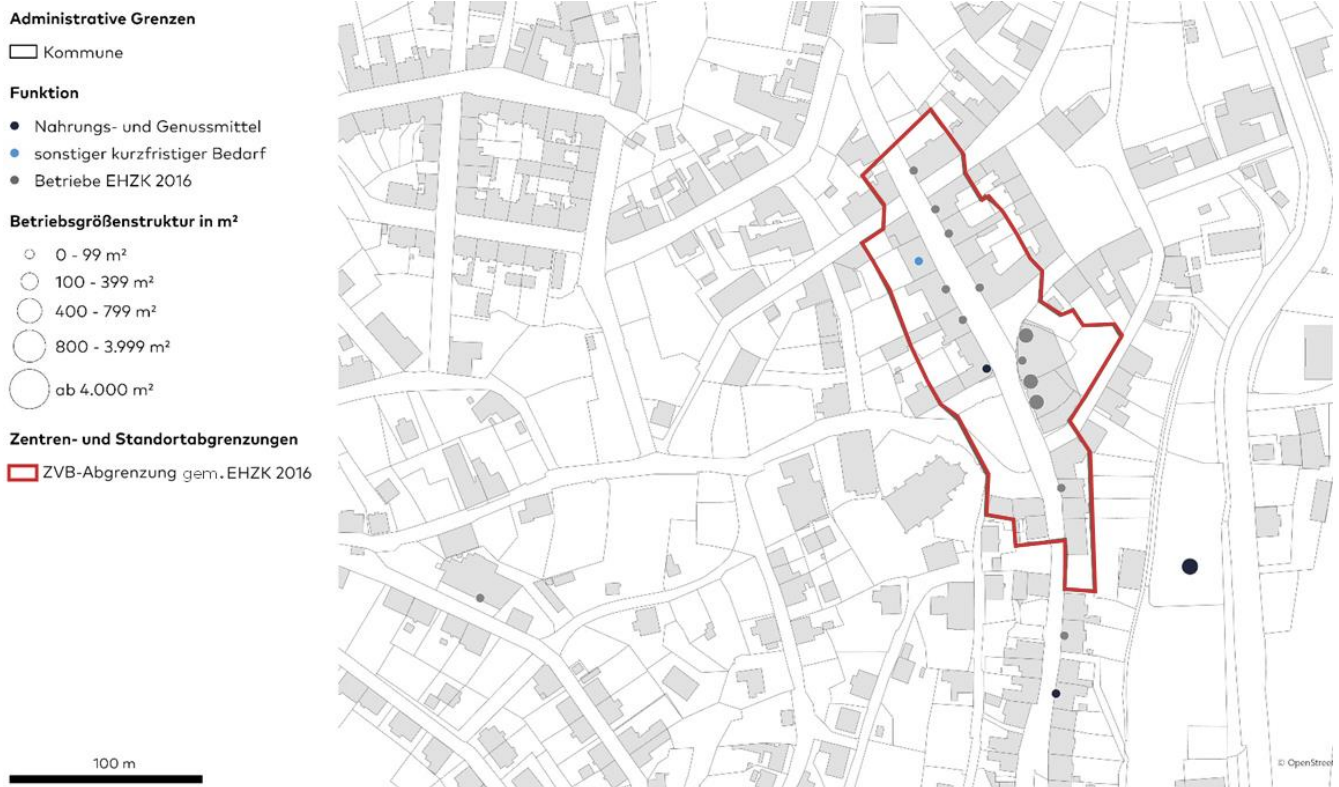 Administrative Grenzen
Kommune
Funktion
Nahrungs- und Genussmittel
sonstiger kurzfristiger Bedarf
Betriebe EHZK 2016
Betriebsgrößenstruktur in m²
0 - 99 m²
100 - 399 m²
400 - 799 m²
800 - 3.999 m²
ab 4.000 m²
Zentren- und Standortabgrenzungen
ZVB-Abgrenzung gem. EHZK 2016
100 m
© OpenStreet